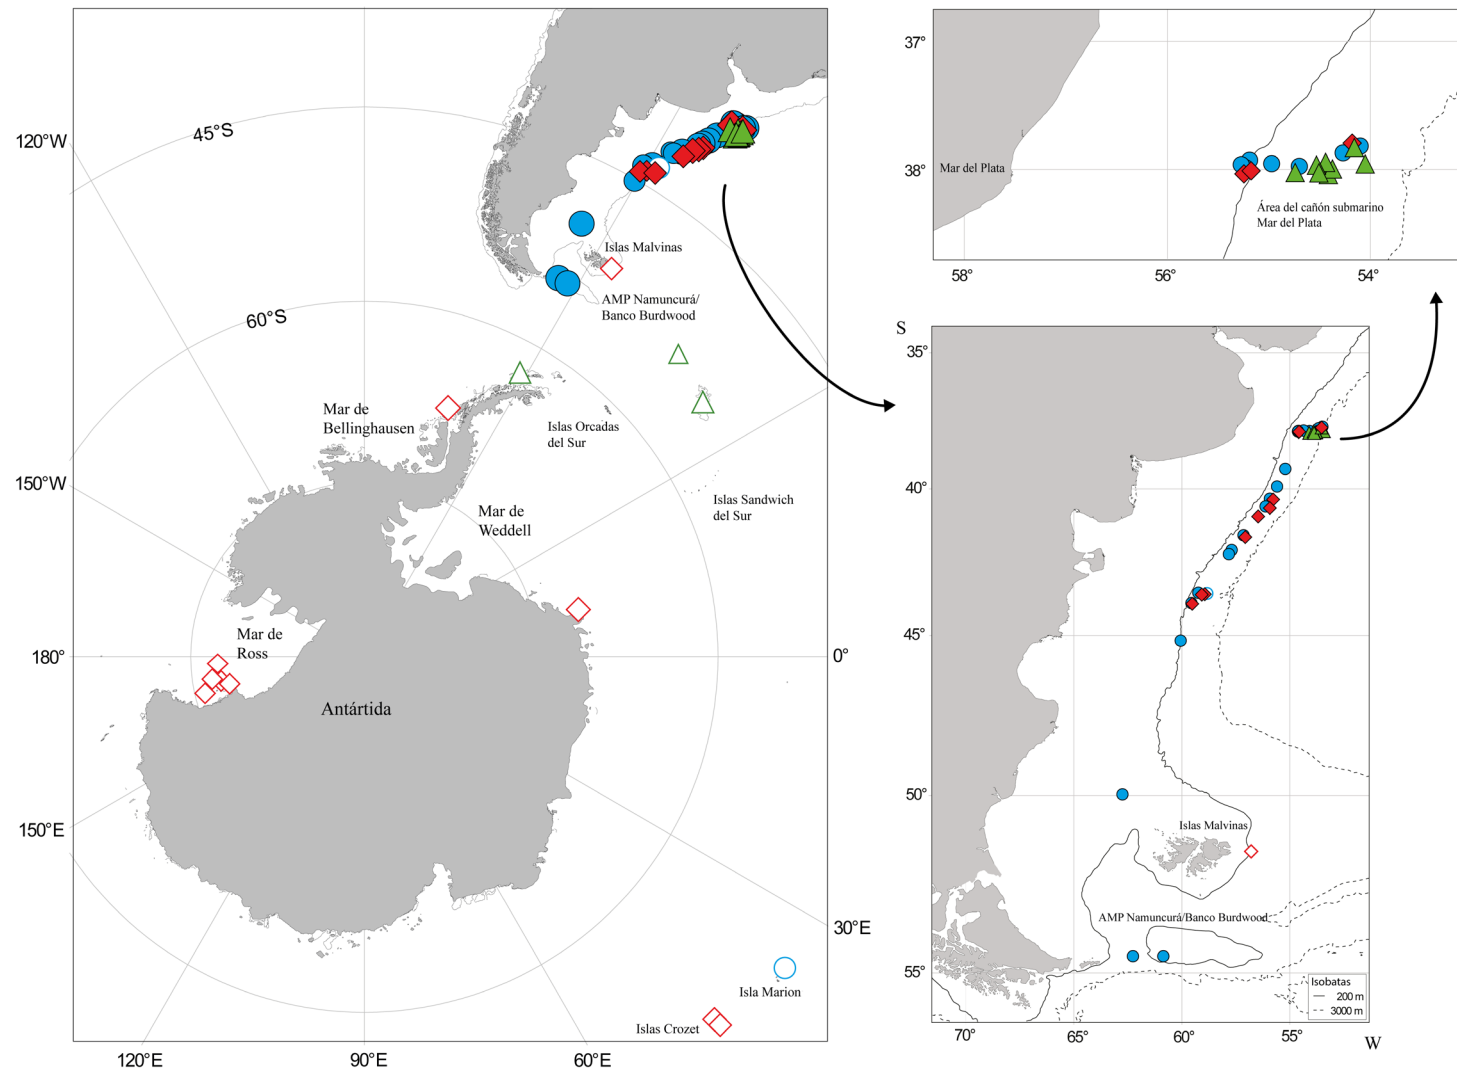 45°S
120°W
60°S
150°W
180°
150°E
120°E
90°E
60°E
30°E
0°
Islas Malvinas
AMP Namuncurá/
Banco Burdwood
Mar de
Bellinghausen
Islas Orcadas
del Sur
Mar de
Weddell
Islas Sandwich
del Sur
Mar de
Ross
Antártida
Isla Marion
Islas Crozet
37°
38°
Mar del Plata
Área del cañón submarino
Mar del Plata
58°
56°
54°
S
35°
40°
45°
50°
55°
Islas Malvinas
AMP Namuncurá/Banco Burdwood
Isobatas
200 m
3000 m
70°
65°
60°
55°
W